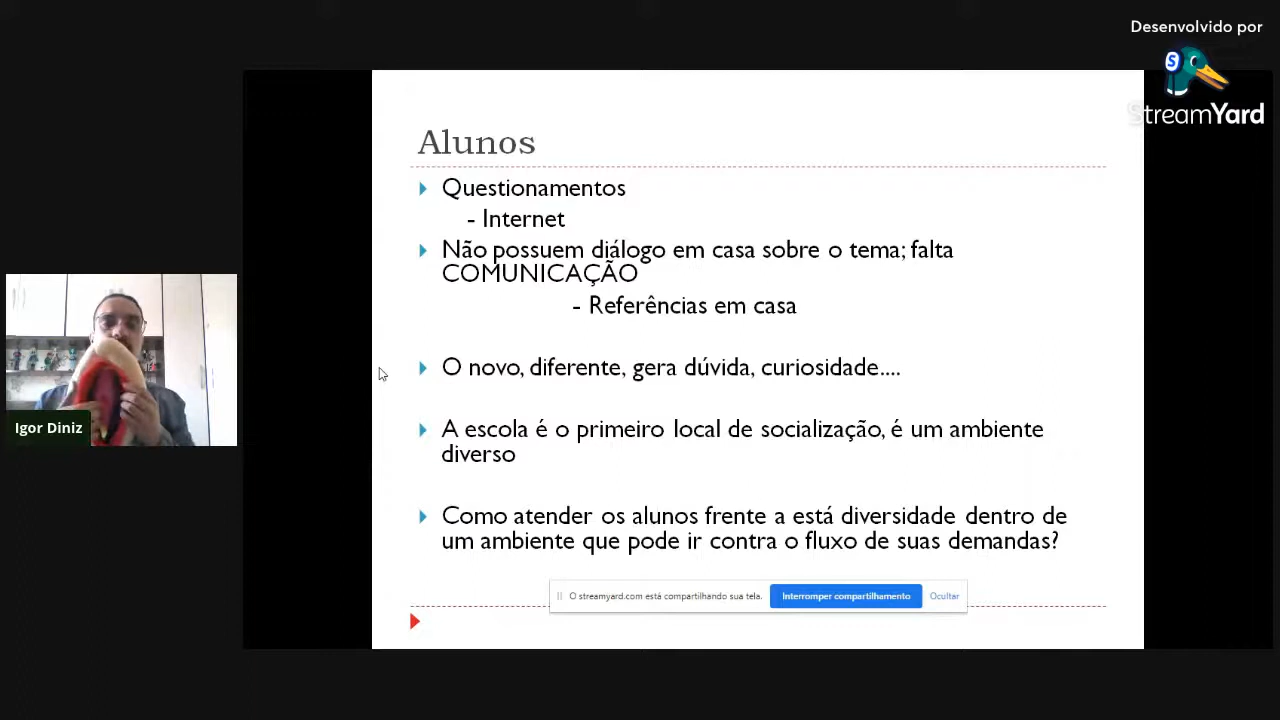 Desenvolvido por
StreamYard
Alunos
Questionamentos
- Internet
Não possuem diálogo em casa sobre o tema; falta
COMUNICAÇÃO
- Referências em casa
O novo, diferente, gera dúvida, curiosidade....
A escola é o primeiro local de socialização, é um ambiente
diverso
Como atender os alunos frente a está diversidade dentro de
um ambiente que pode ir contra o fluxo de suas demandas?
O streamyard.com está compartilhando sua tela.
Interromper compartilhamento
Ocultar
Igor Diniz